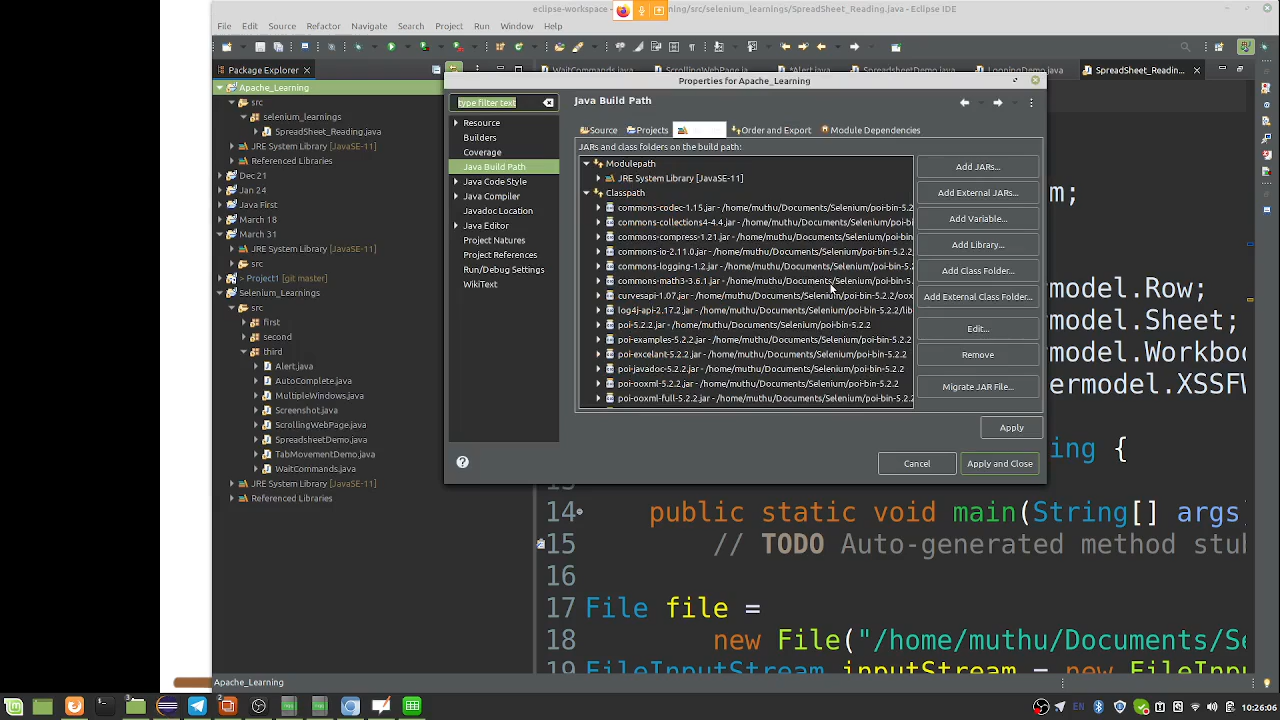 eclipse-workspace
ning/src/selenium_learnings/SpreadSheet_Reading.java - Eclipse IDE
File Edit Source Refactor Navigate Search Project Run Window Help
Package Explorer
WaitCommands.java
ScrollingWebPage.ja
*Alert.java
SpreadsheetDemo.java
LoopingDemo.java
SpreadSheet_Readin...
Apache_Learning
src
selenium_learnings
SpreadSheet_Reading.java
JRE System Library [JavaSE-11]
Referenced Libraries
Dec 21
Jan 24
Java First
March 18
March 31
JRE System Library [JavaSE-11]
src
> Project1 [git master]
Selenium_Learnings
src
first
second
third
Alert.java
AutoComplete.java
MultipleWindows.java
Screenshot.java
ScrollingWebPage.java
SpreadsheetDemo.java
TabMovementDemo.java
WaitCommands.java
JRE System Library [JavaSE-11]
Referenced Libraries
Properties for Apache_Learning
type filter text
Resource
Builders
Coverage
Java Build Path
Java Code Style
Java Compiler
Javadoc Location
Java Editor
Project Natures
Project References
Run/Debug Settings
WikiText
Java Build Path
Source Projects Order and Export Module Dependencies
JARs and class folders on the build path:
Modulepath
JRE System Library [JavaSE-11]
Classpath
commons-codec-1.15.jar - /home/muthu/Documents/Selenium/poi-bin-5.2
commons-collections4-4.4.jar - /home/muthu/Documents/Selenium/poi-b
commons-compress-1.21.jar - /home/muthu/Documents/Selenium/poi-bin
commons-io-2.11.0.jar - /home/muthu/Documents/Selenium/poi-bin-5.2.2
commons-logging-1.2.jar - /home/muthu/Documents/Selenium/poi-bin-5.2
commons-math3-3.6.1.jar - /home/muthu/Documents/Selenium/poi-bin-5.
curvesapi-1.07.jar - /home/muthu/Documents/Selenium/poi-bin-5.2.2/oox
log4j-api-2.17.2.jar - /home/muthu/Documents/Selenium/poi-bin-5.2.2/lib
poi-5.2.2.jar - /home/muthu/Documents/Selenium/poi-bin-5.2.2
poi-examples-5.2.2.jar - /home/muthu/Documents/Selenium/poi-bin-5.2.2
poi-excelant-5.2.2.jar - /home/muthu/Documents/Selenium/poi-bin-5.2.2
poi-javadoc-5.2.2.jar - /home/muthu/Documents/Selenium/poi-bin-5.2.2
poi-ooxml-5.2.2.jar - /home/muthu/Documents/Selenium/poi-bin-5.2.2
poi-ooxml-full-5.2.2.jar - /home/muthu/Documents/Selenium/poi-bin-5.2.2
Add JARs...
Add External JARs...
Add Variable...
Add Library...
Add Class Folder...
Add External Class Folder...
Edit...
Remove
Migrate JAR File...
Apply
Cancel
Apply and Close
m;
ermodel.Row;
ermodel.Sheet;
ermodel.Workboo
ermodel.XSSFW
ing {
14 public static void main(String[] args
15 // TODO Auto-generated method stub
16
17 File file =
18 new File("/home/muthu/Documents/Se
19 FileInputStream inputStream = new FileInpu
Apache_Learning
3
2
EN
10:26:00